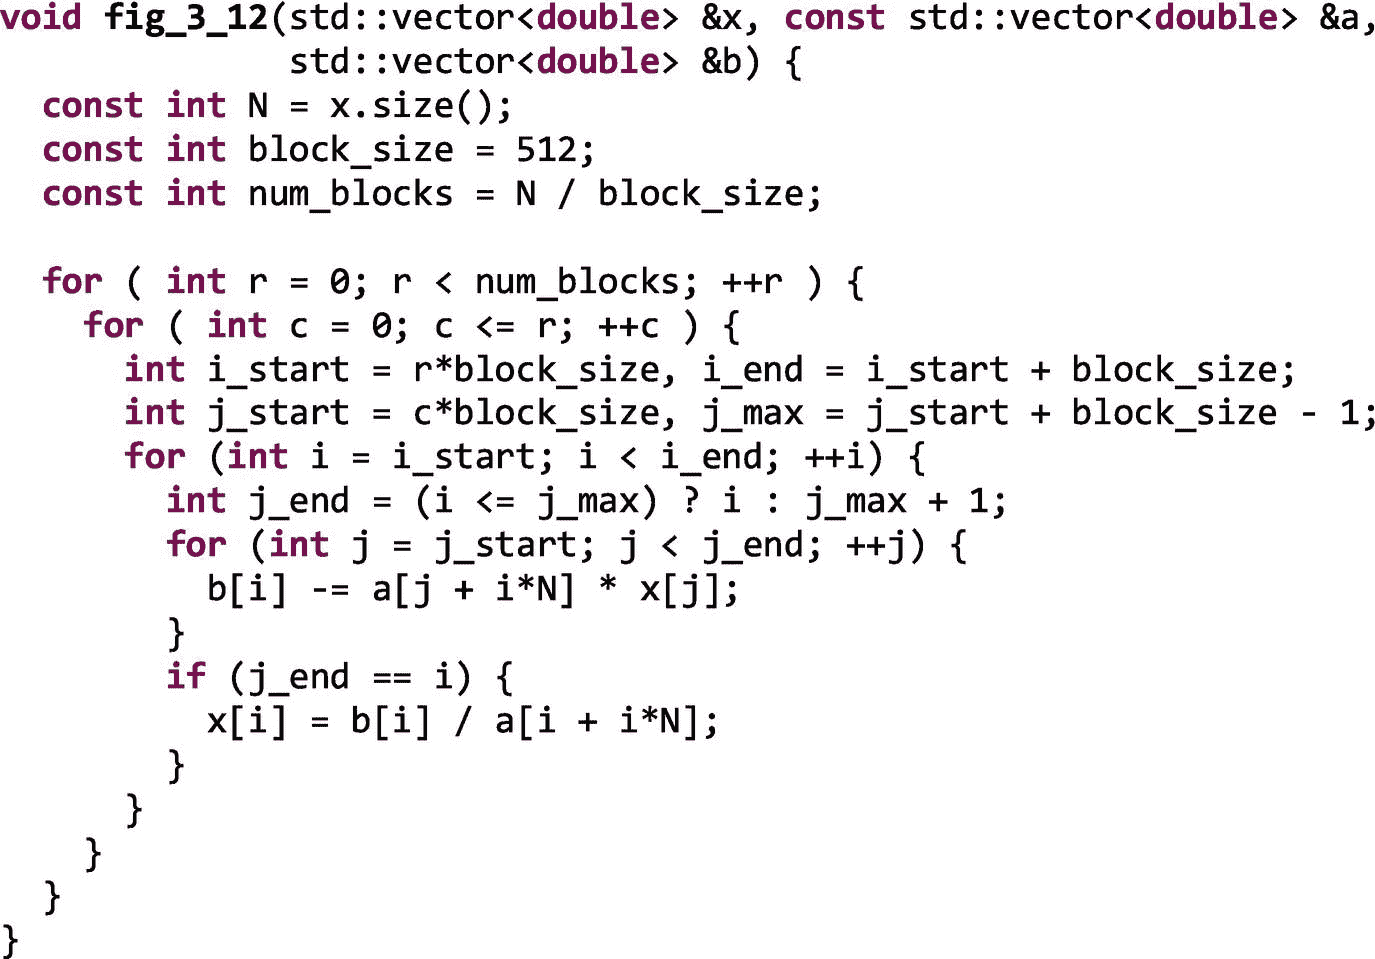 void fig_3_12(std::vector<double> &x, const std::vector<double> &a,
              std::vector<double> &b) {
  const int N = x.size();
  const int block_size = 512;
  const int num_blocks = N / block_size;

  for ( int r = 0; r < num_blocks; ++r ) {
    for ( int c = 0; c <= r; ++c ) {
      int i_start = r*block_size, i_end = i_start + block_size;
      int j_start = c*block_size, j_max = j_start + block_size - 1;
      for (int i = i_start; i < i_end; ++i) {
        int j_end = (i <= j_max) ? i : j_max + 1;
        for (int j = j_start; j < j_end; ++j) {
          b[i] -= a[j + i*N] * x[j];
        }
        if (j_end == i) {
          x[i] = b[i] / a[i + i*N];
        }
      }
    }
  }
}